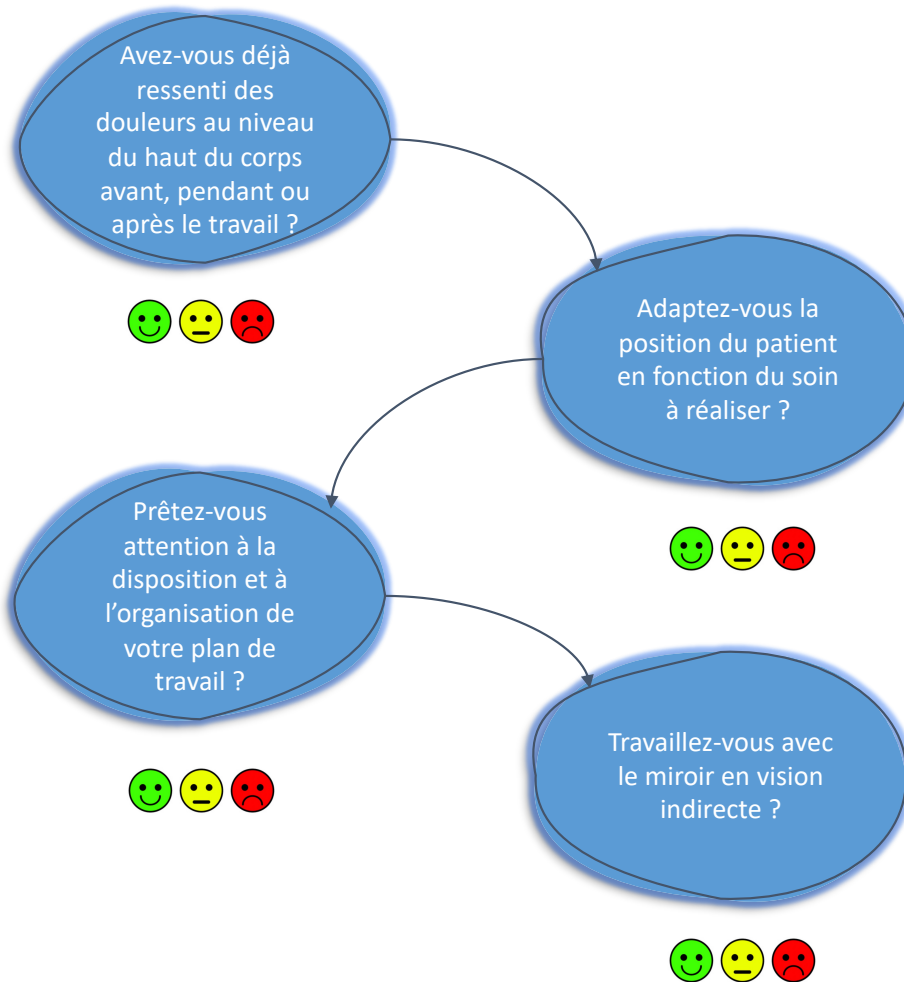 Avez-vous déjà
ressenti des
douleurs au niveau
du haut du corps
avant, pendant ou
après le travail ?
Adaptez-vous la
position du patient
en fonction du soin
à réaliser ?
Prêtez-vous
attention à la
disposition et à
l’organisation de
votre plan de
travail ?
Travaillez-vous avec
le miroir en vision
indirecte ?